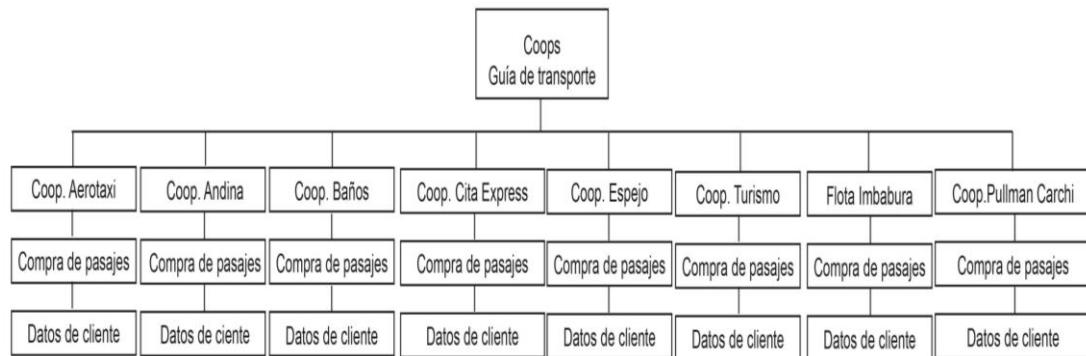 Coops
Guía de transporte
Coop. Aerotaxi
Coop. Andina
Coop. Baños
Coop. Cita Express
Coop. Espejo
Coop. Turismo
Flota Imbabura
Coop.Pullman Carchi
Compra de pasajes
Compra de pasajes
Compra de pasajes
Compra de pasajes
Compra de pasajes
Compra de pasajes
Compra de pasajes
Compra de pasajes
Datos de cliente
Datos de ciente
Datos de cliente
Datos de cliente
Datos de cliente
Datos de cliente
Datos de cliente
Datos de cliente